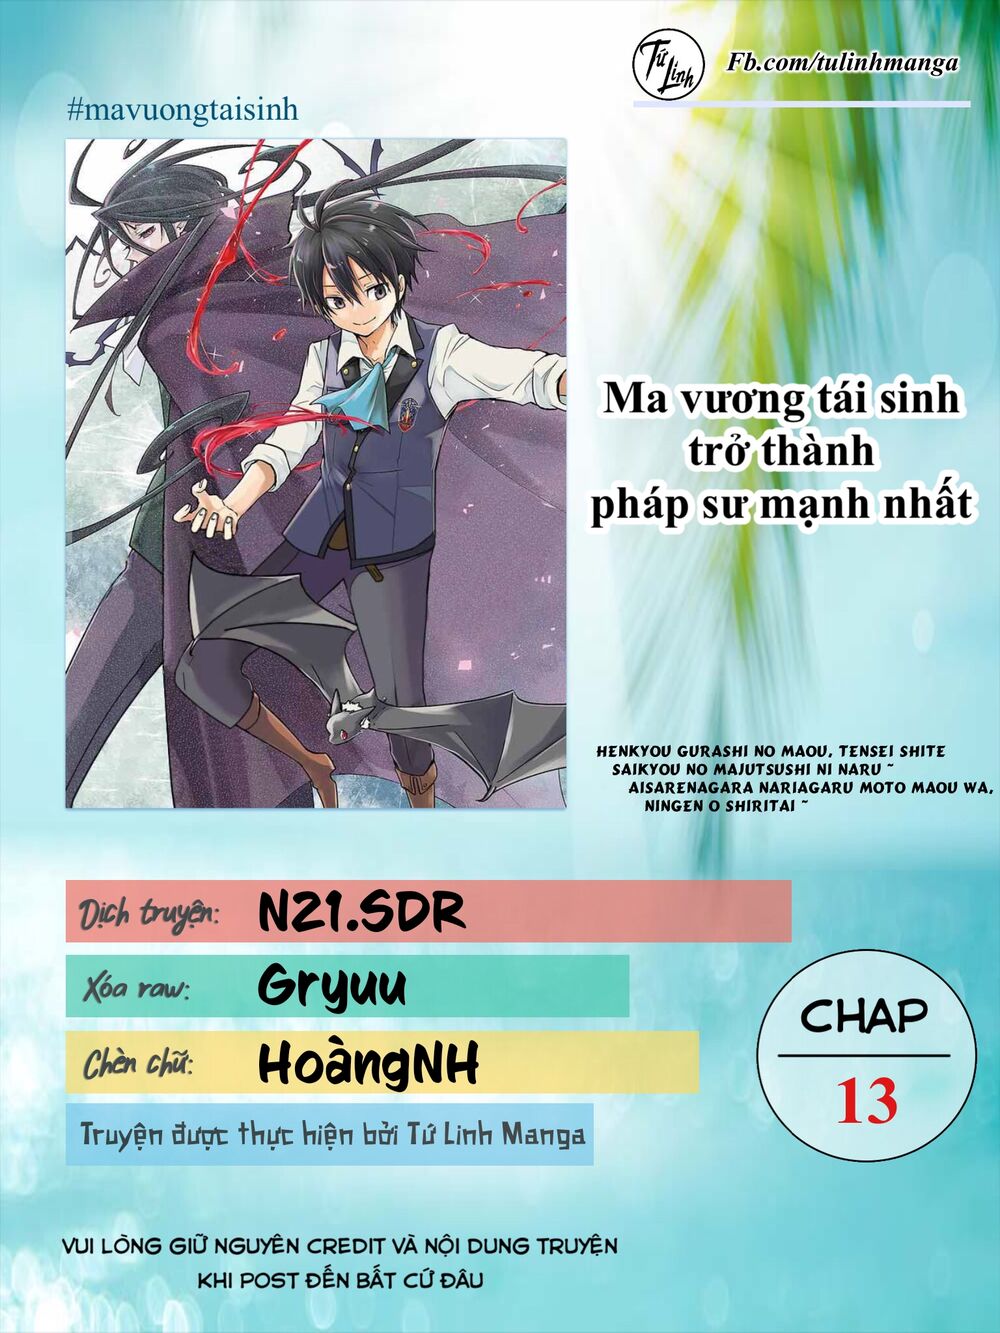 Tứ Linh
Fb.com/tulinhmanga
#mavuongtaisinh
Ma vương tái sinh
trở thành
pháp sư mạnh nhất
HENKYOU GURASHI NO MAOU, TENSEI SHITE
SAIKYOU NO MAJUTSUSHI NI NARU ~
AISARENAGARA NARIAGARU MOTO MAOU WA,
NINGEN O SHIRITAI ~
Dịch truyện: N21.SDR
Xóa raw: Gryuu
Chèn chữ: HoàngNH
Truyện được thực hiện bởi Tứ Linh Manga
CHAP
13
VUI LÒNG GIỮ NGUYÊN CREDIT VÀ NỘI DUNG TRUYỆN
KHI POST ĐẾN BẤT CỨ ĐÂU